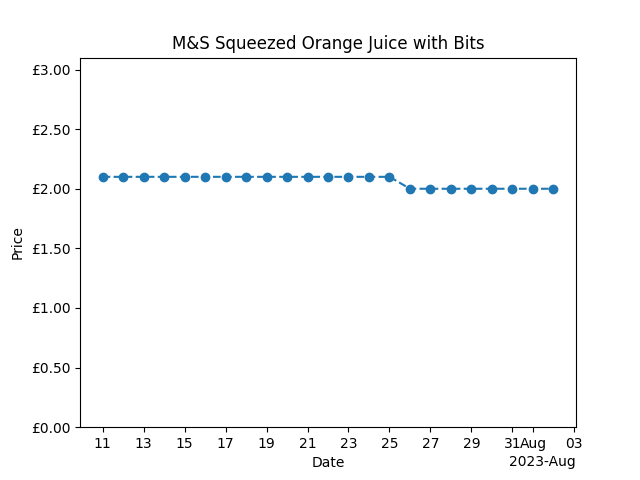 M&S Squeezed Orange Juice with Bits
£3.00
£2.50
£2.00
£1.50
£1.00
£0.50
£0.00
Price
11 13 15 17 19 21 23 25 27 29 31 Aug 03
Date
2023-Aug